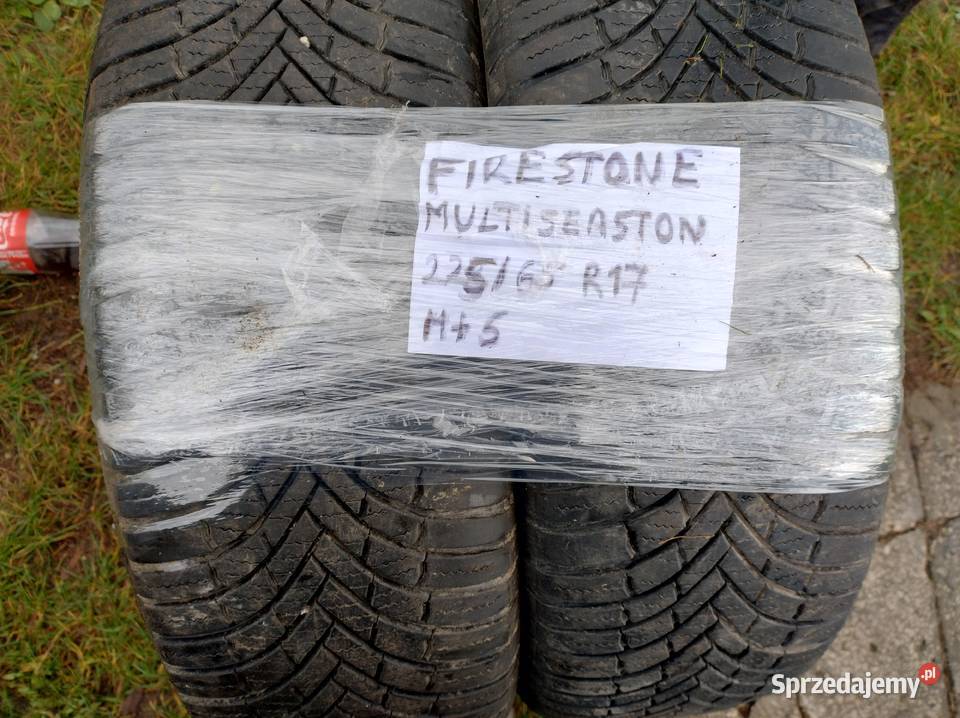 FIRESTONE
MULTISEASTON
225/65 R17
M+S
Sprzedajemy.pl